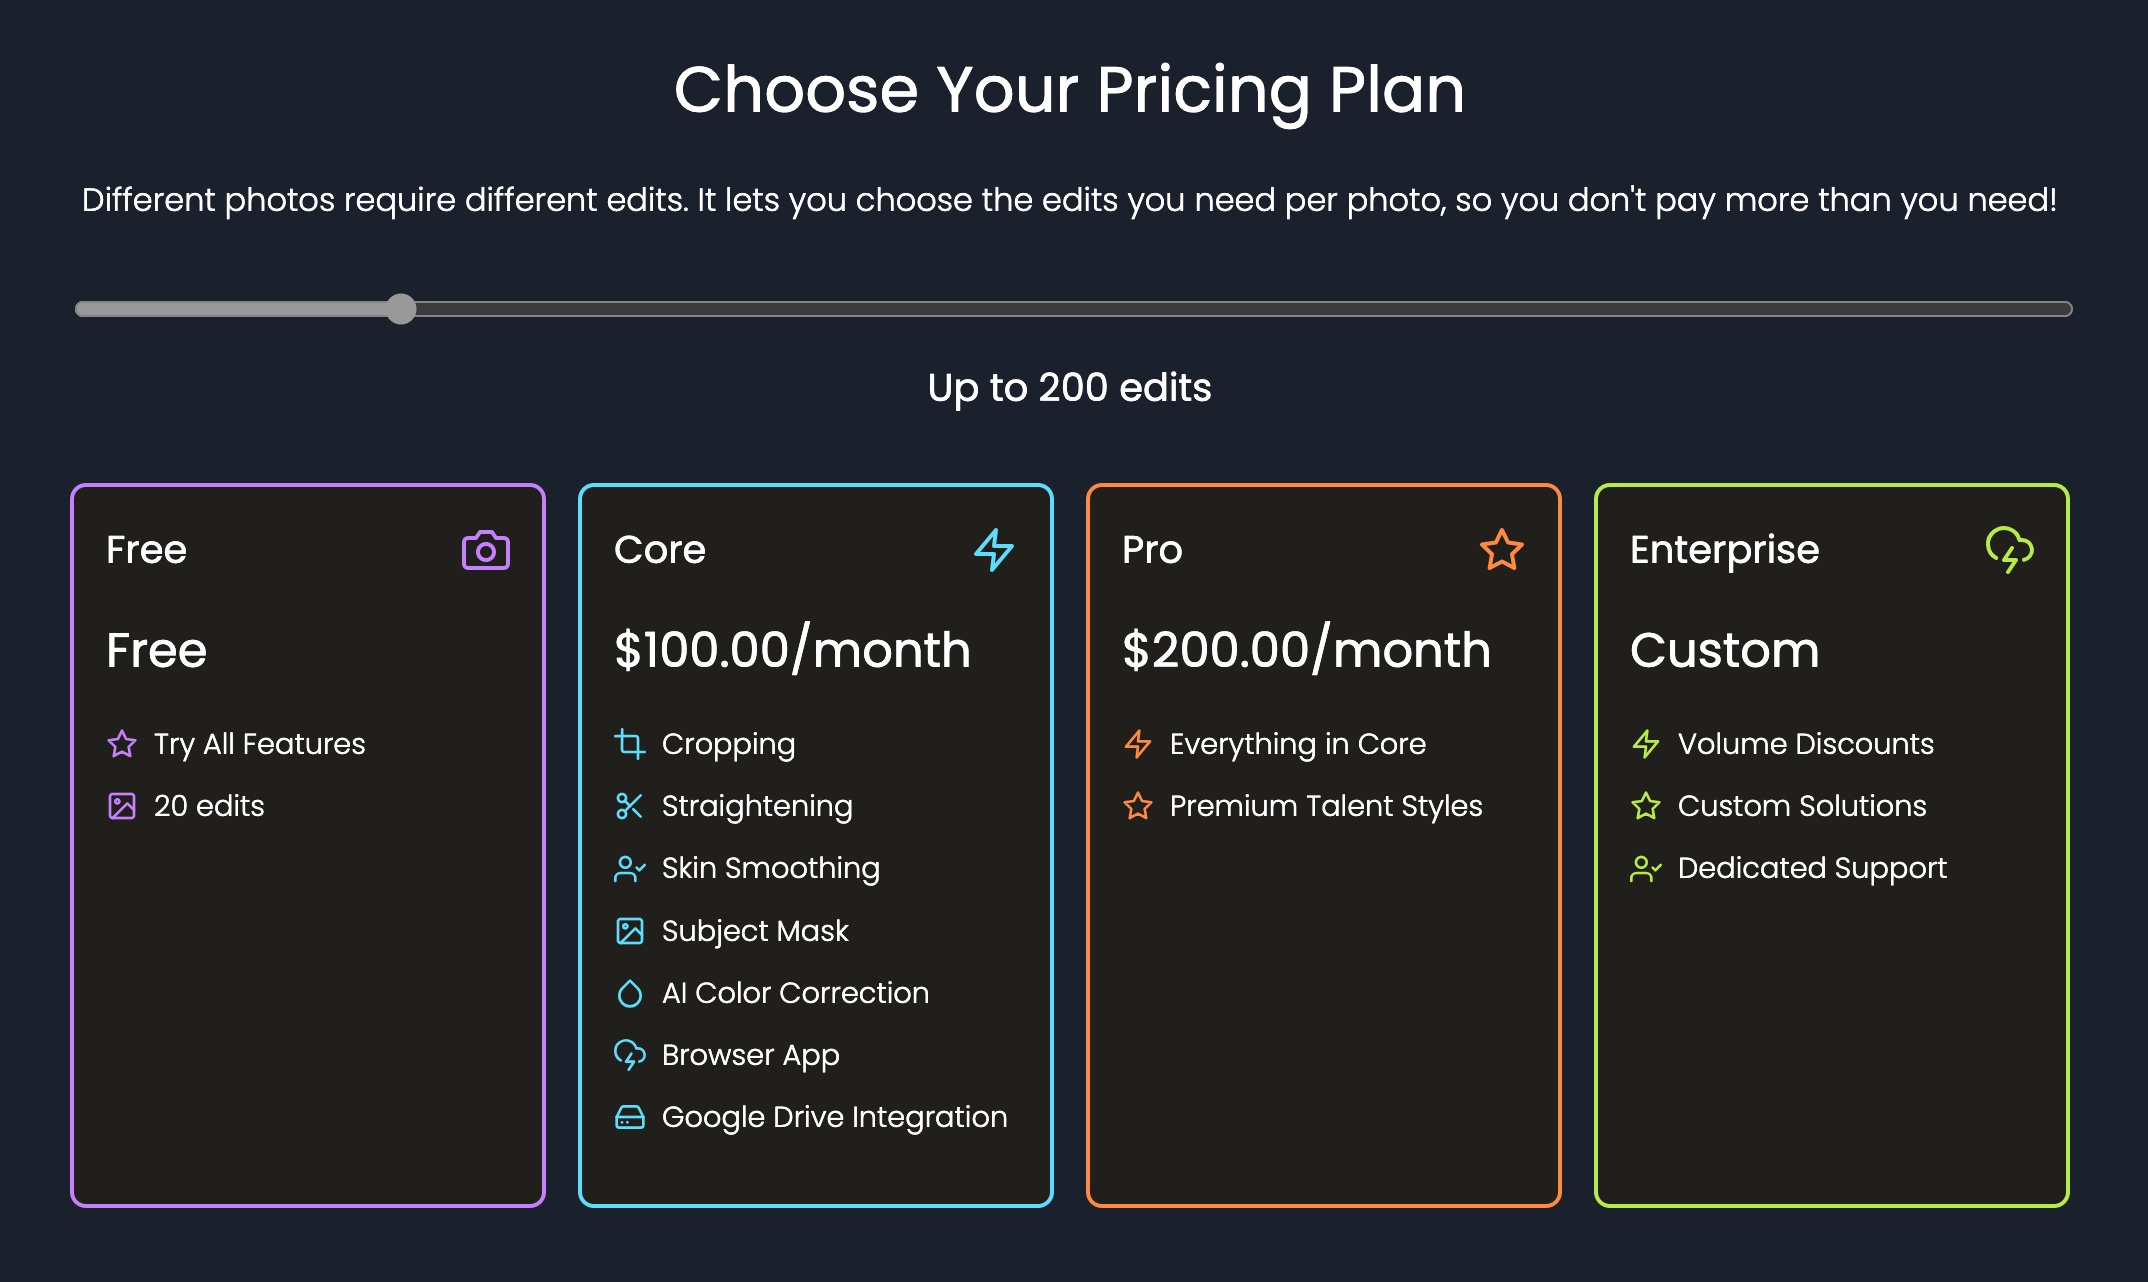 Choose Your Pricing Plan
Different photos require different edits. It lets you choose the edits you need per photo, so you don't pay more than you need!
Up to 200 edits
Free
Free
Try All Features
20 edits
Core
$100.00/month
Cropping
Straightening
Skin Smoothing
Subject Mask
AI Color Correction
Browser App
Google Drive Integration
Pro
$200.00/month
Everything in Core
Premium Talent Styles
Enterprise
Custom
Volume Discounts
Custom Solutions
Dedicated Support